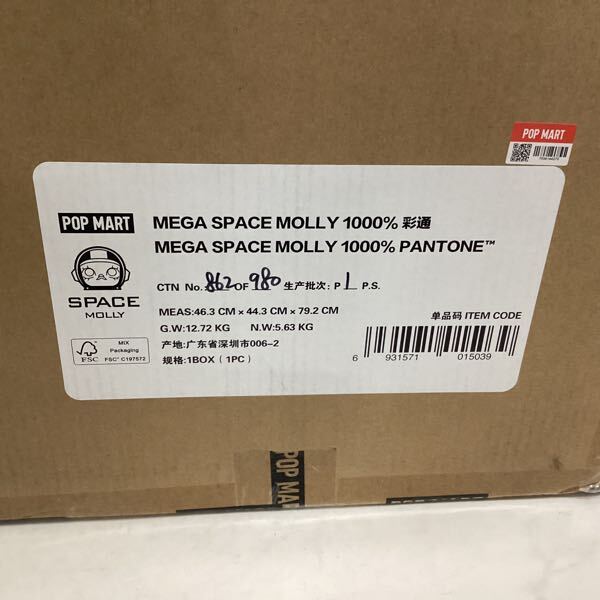 POP MART
POP MART
MEGA SPACE MOLLY 1000% 彩通
MEGA SPACE MOLLY 1000% PANTONE™
SPACE
MOLLY
CTN No. 862 OF 980 生产批次: P 1 P.S.
MEAS:46.3 CM × 44.3 CM × 79.2 CM
G.W:12.72 KG N.W:5.63 KG
单品码 ITEM CODE
FSC
MIX
Packaging
FSC® C197572
产地:广东省深圳市006-2
规格:1BOX（1PC）
6 931571 015039
POP MART
POP MART